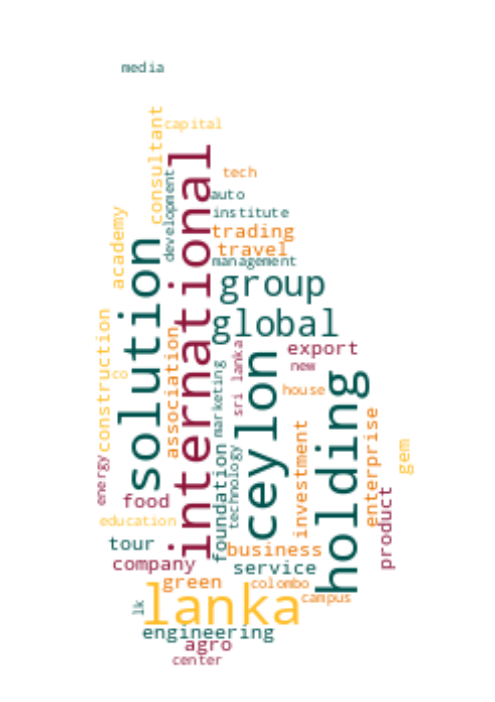 media
capital
consultant
international
tech
development
auto
academy
institute
trading
travel
solution
management
group
global
construction
association
sri lanka
export
ceylon
marketing
new
co
holding
house
enterprise
investment
gem
energy
food
foundation
technology
product
education
tour
business
company
service
green
colombo
lanka
campus
lk
engineering
agro
center